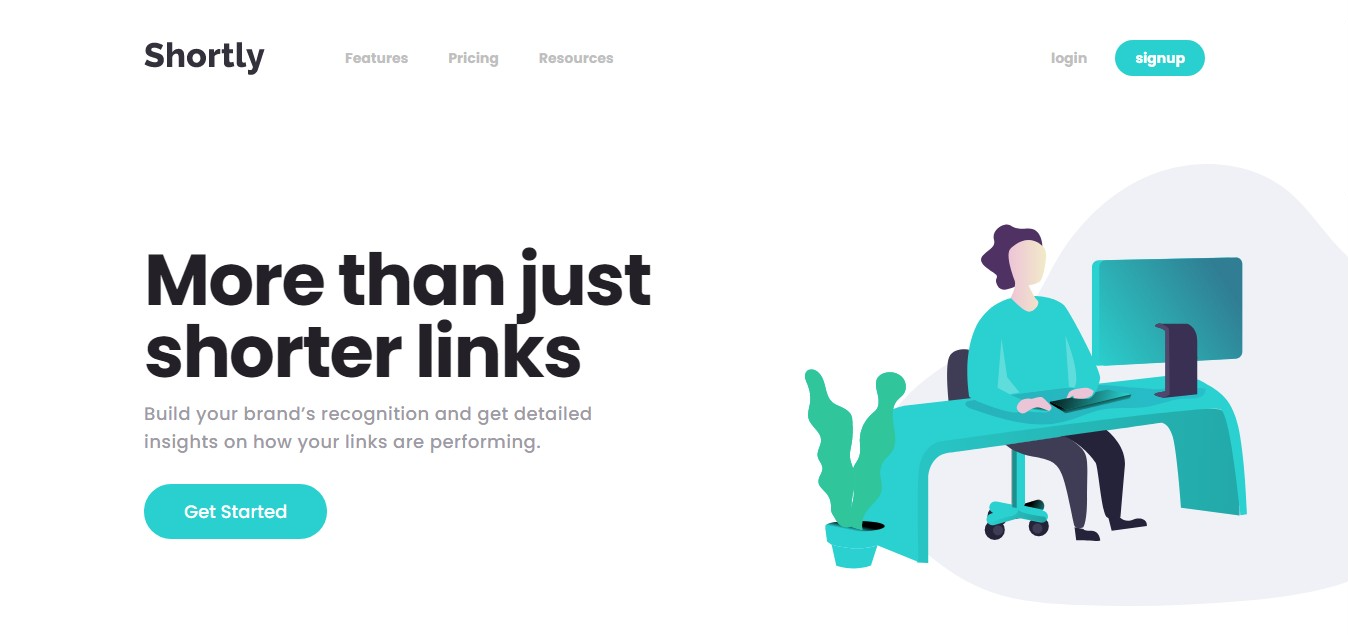 Shortly
Features Pricing Resources login signup
More than just
shorter links
Build your brand’s recognition and get detailed
insights on how your links are performing.
Get Started